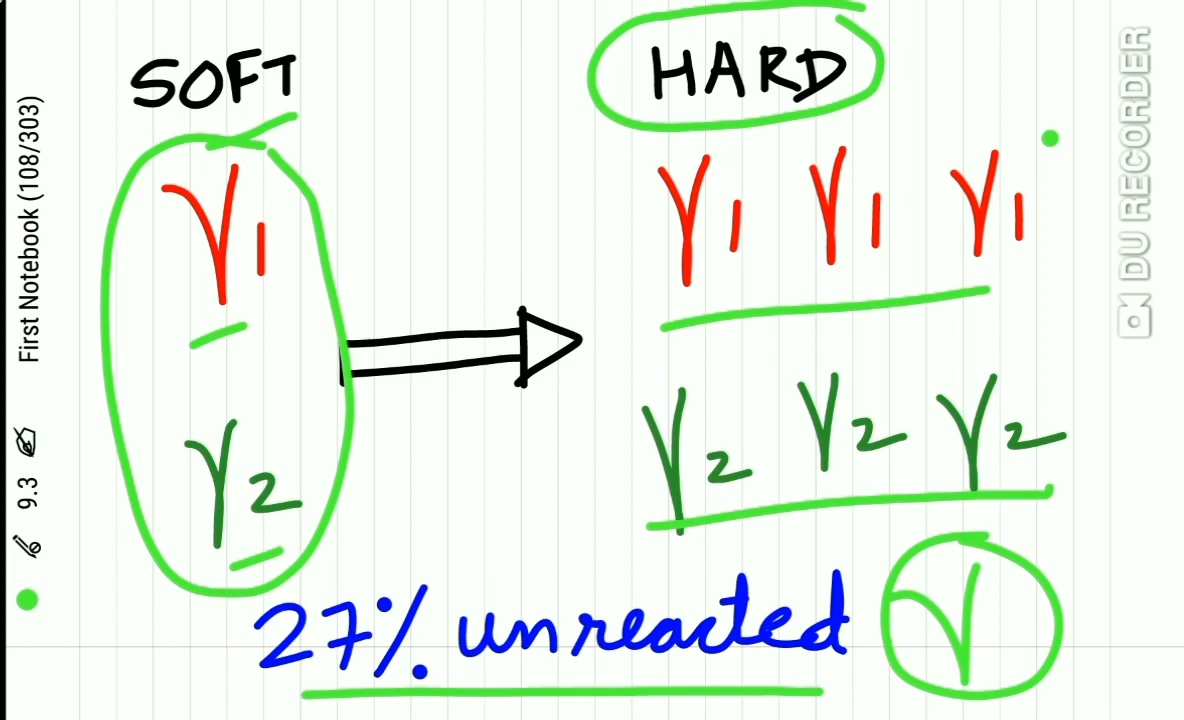 SOFT HARD
γ1 γ1 γ1 γ1
γ2 γ2 γ2 γ2
27% unreacted γ
First Notebook (108/303)
9.3
DU RECORDER